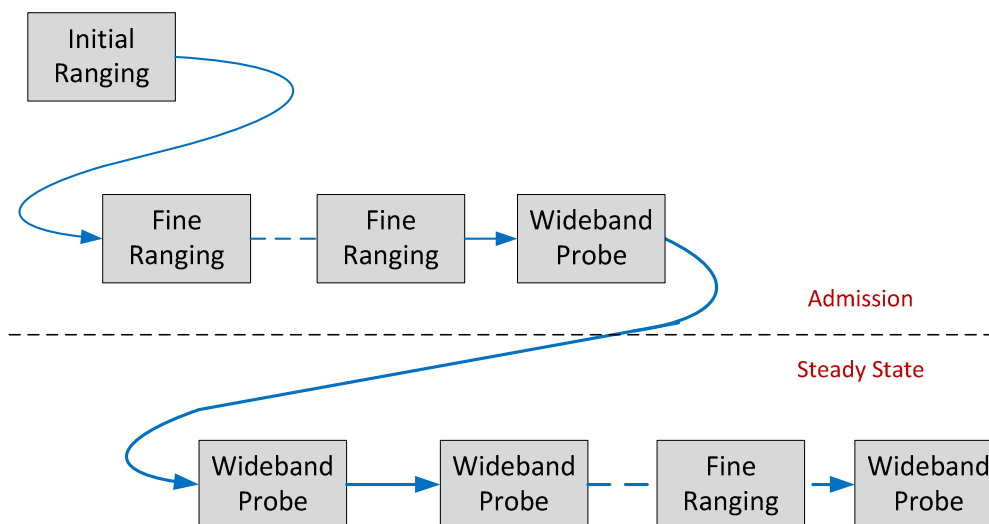 Initial
Ranging
Fine
Ranging
Fine
Ranging
Wideband
Probe
Admission
Steady State
Wideband
Probe
Wideband
Probe
Fine
Ranging
Wideband
Probe